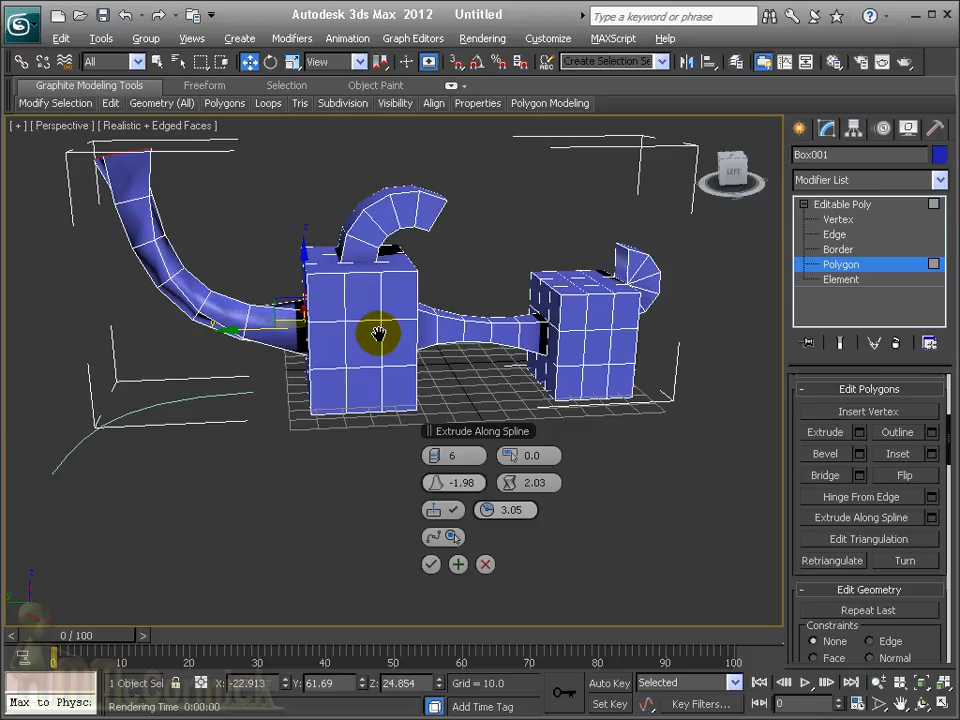 Autodesk 3ds Max 2012 Untitled Type a keyword or phrase
Edit Tools Group Views Create Modifiers Animation Graph Editors Rendering Customize MAXScript Help
All View Create Selection Se
Graphite Modeling Tools Freeform Selection Object Paint
Modify Selection Edit Geometry (All) Polygons Loops Tris Subdivision Visibility Align Properties Polygon Modeling
[ + ] [ Perspective ] [ Realistic + Edged Faces ]
LEFT
Box001
Modifier List
Editable Poly
Vertex
Edge
Border
Polygon
Element
z
y
Extrude Along Spline
6 0.0
-1.98 2.03
3.05
- Edit Polygons
Insert Vertex
Extrude Outline
Bevel Inset
Bridge Flip
Hinge From Edge
Extrude Along Spline
Edit Triangulation
Retriangulate Turn
- Edit Geometry
Repeat Last
Constraints
None Edge
Face Normal
z
y
< 0 / 100 >
0 10 20 30 40 50 60 70 80 90 100
1 Object Sel X: -22.913 Y: 61.69 Z: 24.854 Grid = 10.0 Auto Key Selected
Max to Physc: Rendering Time 0:00:00 Add Time Tag Set Key Key Filters... 0